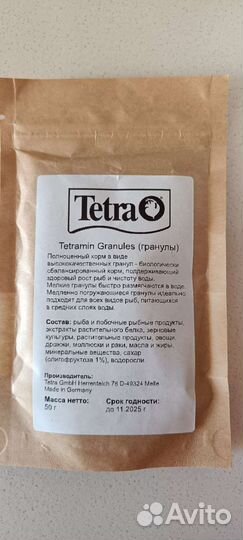 Tetra
Tetramin Granules (гранулы)
Полноценный корм в виде
высококачественных гранул - биологически
сбалансированный корм, поддерживающий
здоровый рост рыб и чистоту воды.
Мелкие гранулы быстро размягчаются в воде.
Медленно погружающиеся гранулы идеально
подходит для всех видов рыб, питающихся
в средних слоях воды.
Состав: рыба и побочные рыбные продукты,
экстракты растительного белка, зерновые
культуры, растительные продукты, овощи,
дрожжи, моллюски и раки, масла и жиры,
минеральные вещества, сахар
(олигофруктоза 1%), водоросли.
Производитель:
Tetra GmbH Herrenteich 78 D-49324 Melle
Made in Germany
Масса нетто: Срок годности:
50 г до 11.2025 г.
Avito